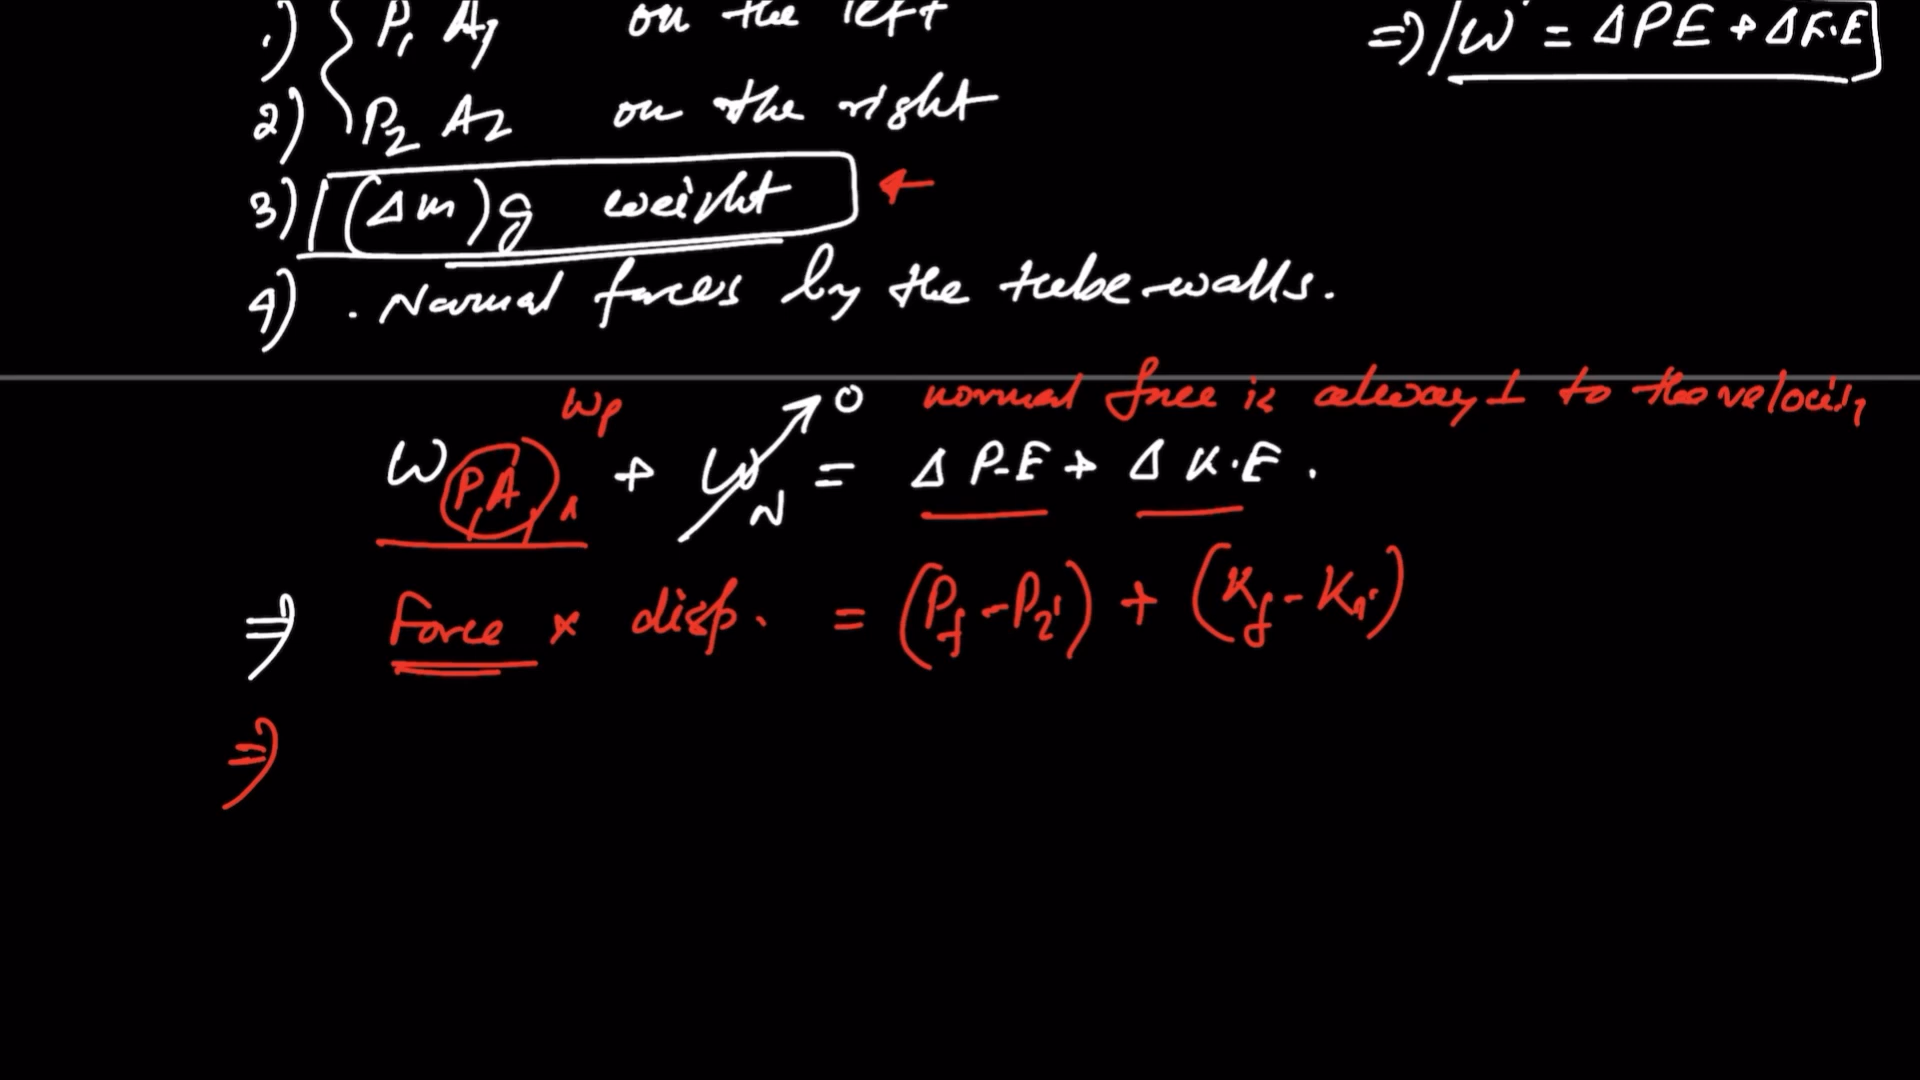 1) { P₁ A₁ on the left
⇒ W = ΔPE + ΔK.E
2) P₂ A₂ on the right
3) (Δm)g weight ←
4) . Normal forces by the tube walls.
Wp 0 normal force is always ⊥ to the velocity
W P₁A₁ + W N = Δ P-E + Δ K.E .
⇒ Force × disp. = (Pf - Pi) + (Kf - Ki)
⇒